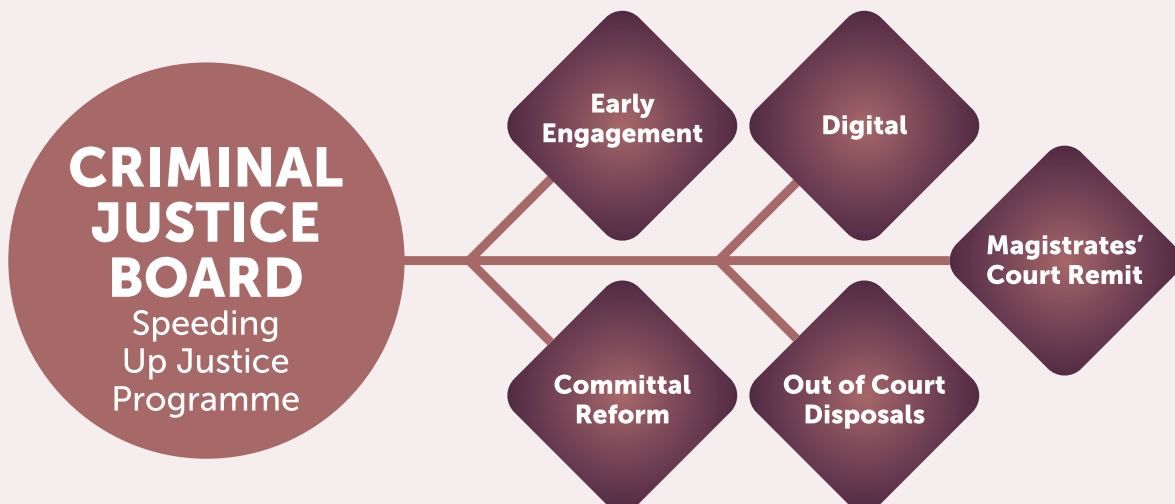 CRIMINAL
JUSTICE
BOARD
Speeding
Up Justice
Programme
Early
Engagement
Digital
Magistrates’
Court Remit
Committal
Reform
Out of Court
Disposals